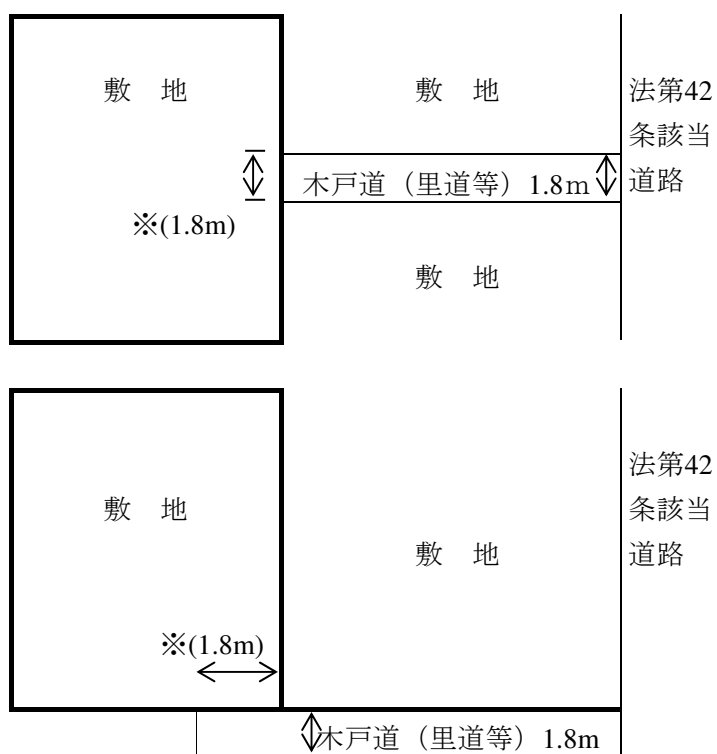 敷　地
敷　地
法第42
条該当
道路
木戸道（里道等）1.8ｍ
※(1.8m)
敷　地
敷　地
敷　地
法第42
条該当
道路
※(1.8m)
木戸道（里道等）1.8m